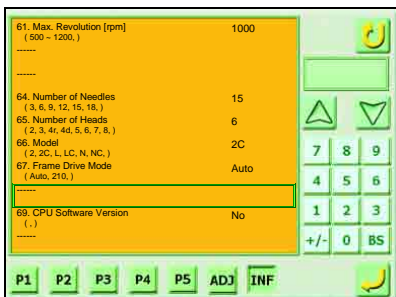 61. Max. Revolution [rpm] 1000
( 500 ~ 1200, )
------
------
64. Number of Needles 15
( 3, 6, 9, 12, 15, 18, )
65. Number of Heads 6
( 2, 3, 4r, 4d, 5, 6, 7, 8, )
66. Model 2C
( 2, 2C, L, LC, N, NC, )
67. Frame Drive Mode Auto
( Auto, 210, )
------
69. CPU Software Version No
( , )
------
7 8 9
4 5 6
1 2 3
+/- 0 BS
P1 P2 P3 P4 P5 ADJ INF